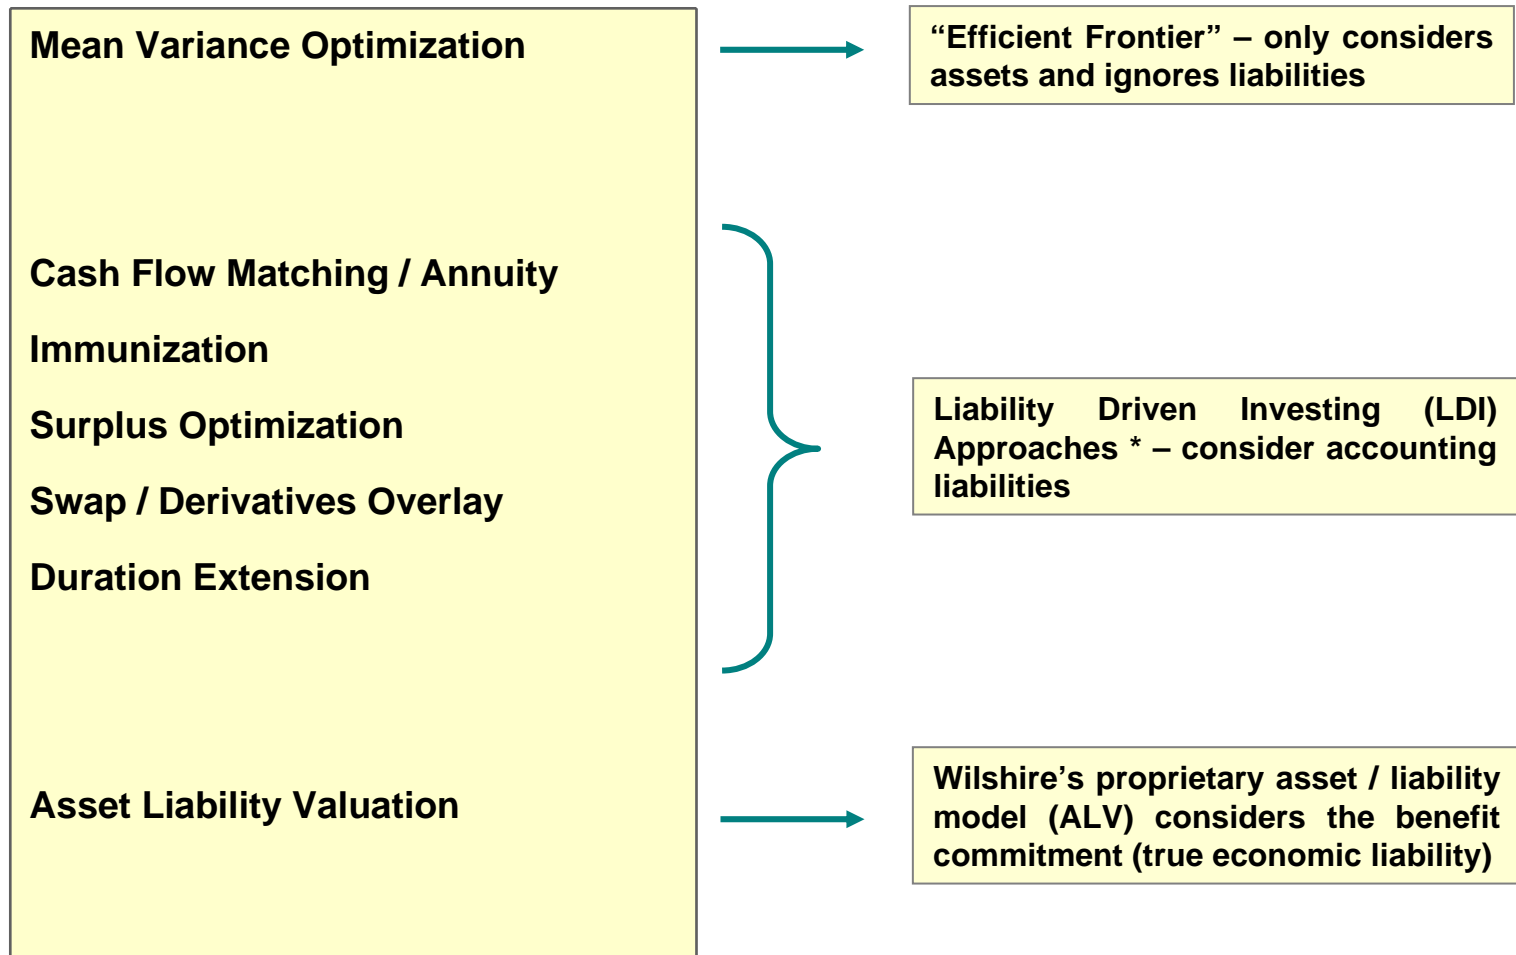 Mean Variance Optimization
“Efficient Frontier” – only considers
assets and ignores liabilities
Cash Flow Matching / Annuity
Immunization
Surplus Optimization
Swap / Derivatives Overlay
Duration Extension
Liability Driven Investing (LDI)
Approaches * – consider accounting
liabilities
Asset Liability Valuation
Wilshire’s proprietary asset / liability
model (ALV) considers the benefit
commitment (true economic liability)